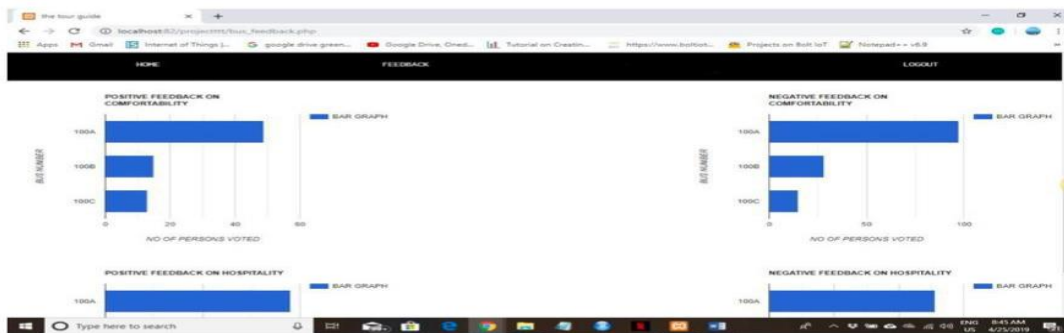 the tour guide
localhost:82/projecttt/bus_feedback.php
Apps Gmail Internet of Things |... google drive green... Google Drive, Oned... Tutorial on Creatin... https://www.boltiot... Projects on Bolt IoT Notepad++ v6.9
HOME FEEDBACK LOGOUT
POSITIVE FEEDBACK ON
COMFORTABILITY
BAR GRAPH
100A
100B
100C
BUS NUMBER
0 20 40 60
NO OF PERSONS VOTED
NEGATIVE FEEDBACK ON
COMFORTABILITY
BAR GRAPH
100A
100B
100C
BUS NUMBER
0 50 100
NO OF PERSONS VOTED
POSITIVE FEEDBACK ON HOSPITALITY
BAR GRAPH
100A
NEGATIVE FEEDBACK ON HOSPITALITY
BAR GRAPH
100A
Type here to search
ENG
US
8:45 AM
4/25/2019